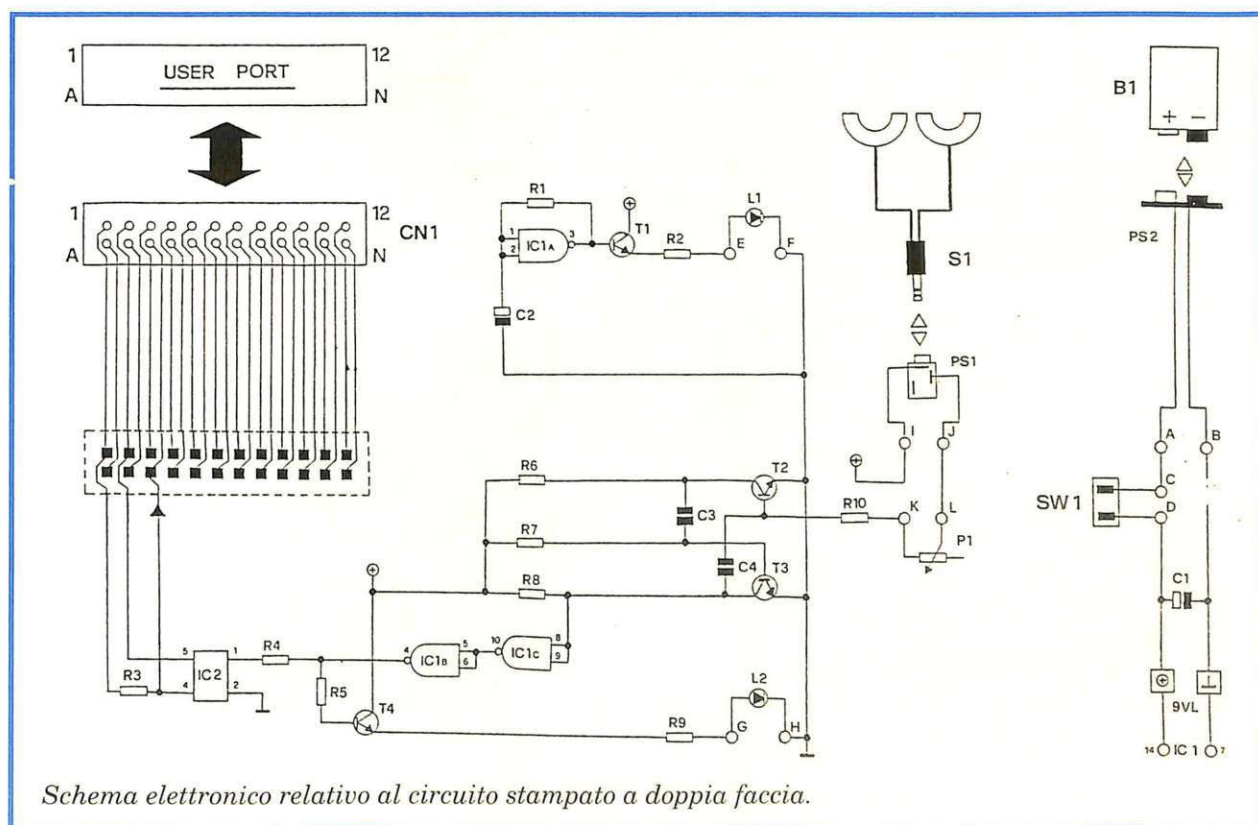 1 12
USER PORT
A N
1 12
CN1
A N
B1
+ −
R1
L1
1
2
IC1A
3
T1
R2
E F
C2
S1
PS2
PS1
I J
A B
C
SW1
D
R6
T2
C3
R10
K L
R7
P1
C4
T3
R8
C1
4
IC1B
5
6
10
IC1C
8
9
R4
5 1
IC2
R3
4 2
R5
T4
L2
R9
G H
9VL
14 IC1 7
Schema elettronico relativo al circuito stampato a doppia faccia.